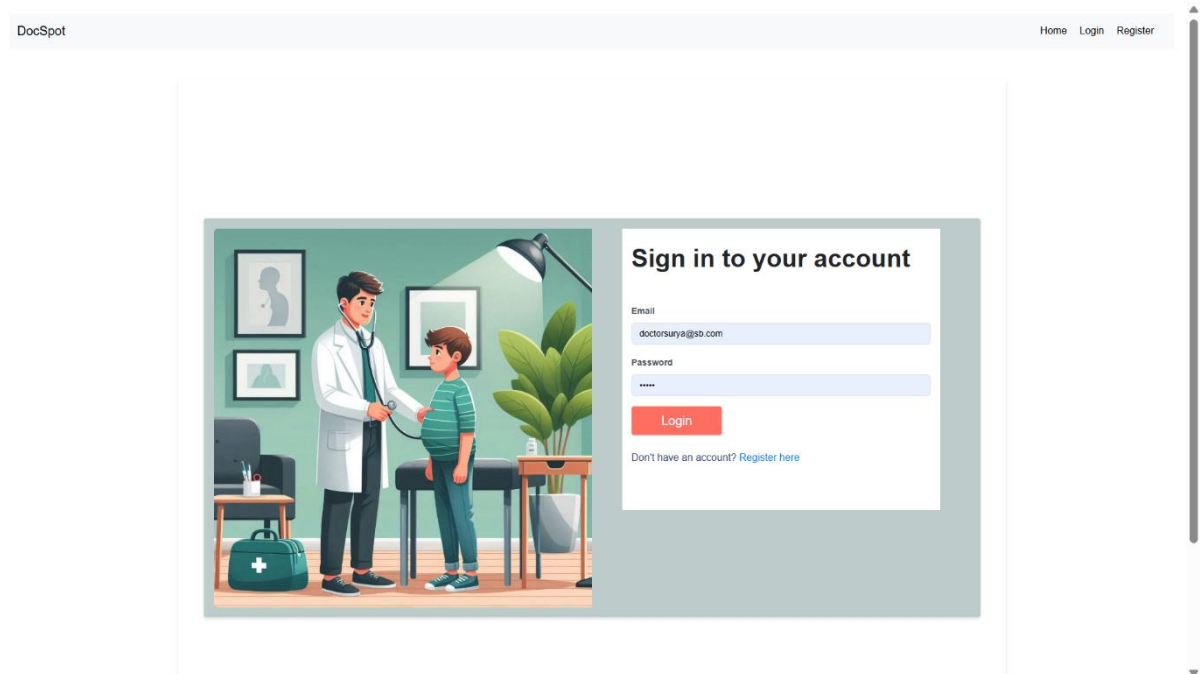 DocSpot
Home Login Register
Sign in to your account
Email
doctorsurya@sb.com
Password
•••••
Login
Don't have an account? Register here